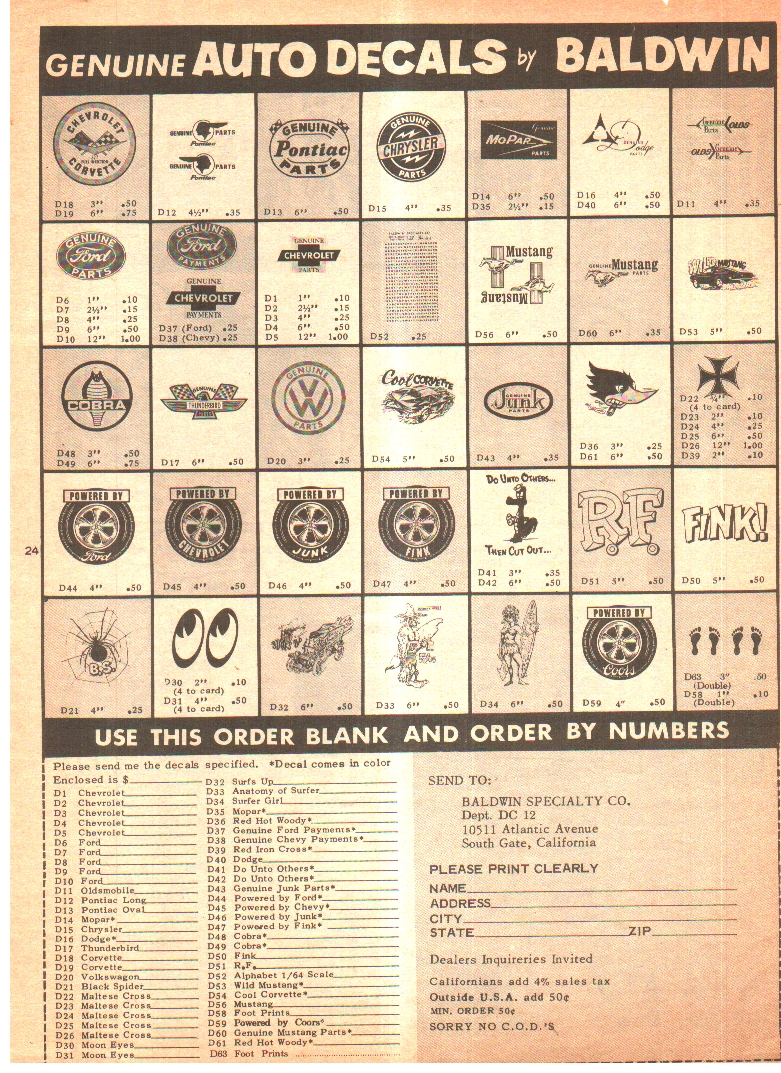 GENUINE AUTO DECALS by BALDWIN
CHEVROLET
CORVETTE
D18 3" .50
D19 6" .75
GENUINE PARTS
Pontiac
GENUINE PARTS
Pontiac
D12 4½" .35
GENUINE
Pontiac
PARTS
D13 6" .50
GENUINE
CHRYSLER
PARTS
D15 4" .35
Genuine
MOPAR
PARTS
D14 6" .50
D35 2½" .15
Dodge
D16 4" .50
D40 6" .50
Genuine Olds
Parts
Olds Genuine
Parts
D11 4" .35
GENUINE
Ford
PARTS
D6 1" .10
D7 2½" .15
D8 4" .25
D9 6" .50
D10 12" 1.00
GENUINE
Ford
PAYMENTS
GENUINE
CHEVROLET
PAYMENTS
D37 (Ford) .25
D38 (Chevy) .25
GENUINE
CHEVROLET
PARTS
D1 1" .10
D2 2½" .15
D3 4" .25
D4 6" .50
D5 12" 1.00
D52 .25
Mustang
Mustang
D56 6" .50
GENUINE Mustang
PARTS
D60 6" .35
MUSTANG
D53 5" .50
COBRA
D48 3" .50
D49 6" .75
GENUINE
THUNDERBIRD
PARTS
D17 6" .50
GENUINE
VW
PARTS
D20 3" .25
Cool CORVETTE
D54 5" .50
GENUINE
Junk
PARTS
D43 4" .35
D36 3" .25
D61 6" .50
D22 ¾" .10
(4 to card)
D23 2" .10
D24 4" .25
D25 6" .50
D26 12" 1.00
D39 2" .10
POWERED BY
Ford
D44 4" .50
POWERED BY
CHEVROLET
D45 4" .50
POWERED BY
JUNK
D46 4" .50
POWERED BY
FINK
D47 4" .50
DO UNTO OTHERS...
THEN CUT OUT...
D41 3" .35
D42 6" .50
RF
D51 5" .50
FINK!
D50 5" .50
B.S.
D21 4" .25
D30 2" .10
(4 to card)
D31 4" .50
(4 to card)
D32 6" .50
D33 6" .50
D34 6" .50
POWERED BY
Coors
D59 4" .50
D63 3" .50
(Double)
D58 1" .10
(Double)
24
USE THIS ORDER BLANK AND ORDER BY NUMBERS
Please send me the decals specified. *Decal comes in color
Enclosed is $
D1 Chevrolet
D2 Chevrolet
D3 Chevrolet
D4 Chevrolet
D5 Chevrolet
D6 Ford
D7 Ford
D8 Ford
D9 Ford
D10 Ford
D11 Oldsmobile
D12 Pontiac Long
D13 Pontiac Oval
D14 Mopar*
D15 Chrysler
D16 Dodge*
D17 Thunderbird
D18 Corvette
D19 Corvette
D20 Volkswagon
D21 Black Spider
D22 Maltese Cross
D23 Maltese Cross
D24 Maltese Cross
D25 Maltese Cross
D26 Maltese Cross
D30 Moon Eyes
D31 Moon Eyes
D32 Surfs Up
D33 Anatomy of Surfer
D34 Surfer Girl
D35 Mopar*
D36 Red Hot Woody*
D37 Genuine Ford Payments*
D38 Genuine Chevy Payments*
D39 Red Iron Cross*
D40 Dodge
D41 Do Unto Others*
D42 Do Unto Others*
D43 Genuine Junk Parts*
D44 Powered by Ford*
D45 Powered by Chevy*
D46 Powered by Junk*
D47 Powered by Fink*
D48 Cobra*
D49 Cobra*
D50 Fink
D51 R.F.
D52 Alphabet 1/64 Scale
D53 Wild Mustang*
D54 Cool Corvette*
D56 Mustang
D58 Foot Prints
D59 Powered by Coors*
D60 Genuine Mustang Parts*
D61 Red Hot Woody*
D63 Foot Prints
SEND TO:
BALDWIN SPECIALTY CO.
Dept. DC 12
10511 Atlantic Avenue
South Gate, California
PLEASE PRINT CLEARLY
NAME
ADDRESS
CITY
STATE ZIP
Dealers Inquireries Invited
Californians add 4% sales tax
Outside U.S.A. add 50¢
MIN. ORDER 50¢
SORRY NO C.O.D.'S